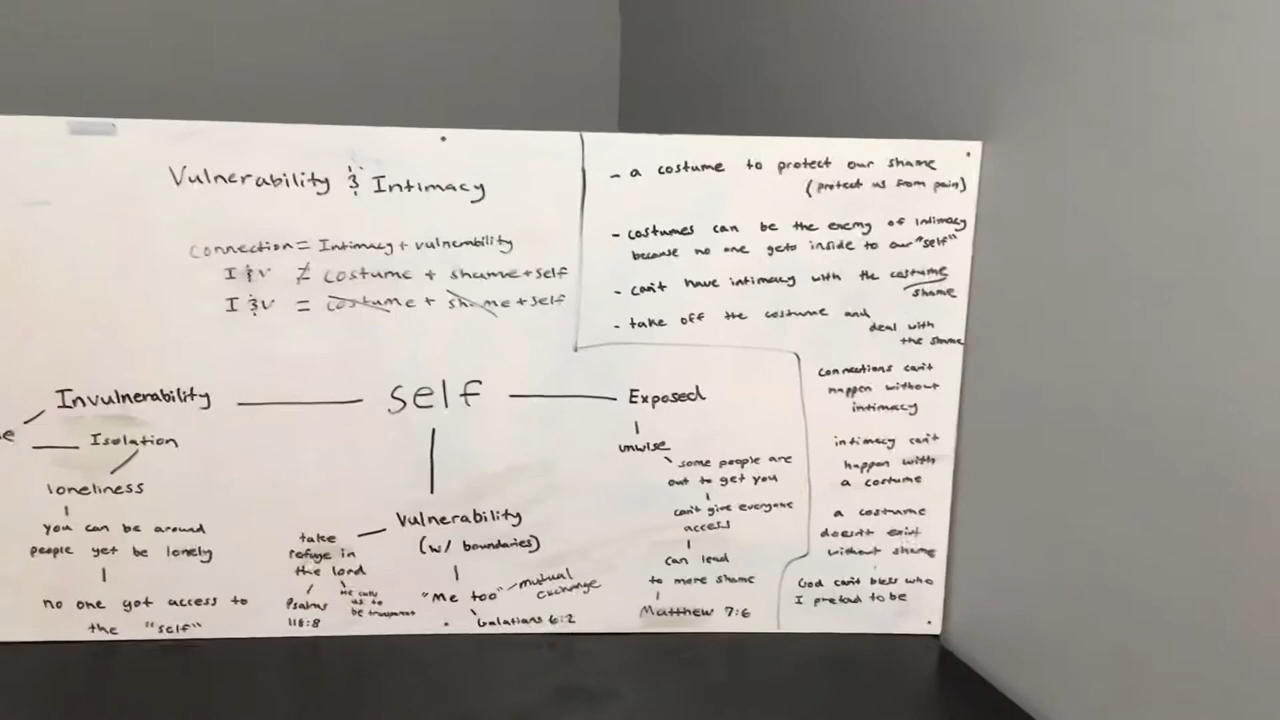 Vulnerability & Intimacy
connection = Intimacy + vulnerability
I & V ≠ costume + shame + self
I & V = costume + shame + self
- a costume to protect our shame
(protect us from pain)
- costumes can be the enemy of intimacy
because no one gets inside to our "self"
- can't have intimacy with the costume
shame
- take off the costume and
deal with
the shame
connections can't
happen without
intimacy
intimacy can't
happen with
a costume
a costume
doesn't exist
without shame
God can't bless who
I pretend to be
self
Invulnerability
Isolation
loneliness
you can be around
people yet be lonely
no one got access to
the "self"
Vulnerability
(w/ boundaries)
take
refuge in
the lord
Psalms
118:8
He calls
us to
be transparent
"Me too"
mutual
exchange
Galatians 6:2
Exposed
unwise
some people are
out to get you
can't give everyone
access
can lead
to more shame
Matthew 7:6